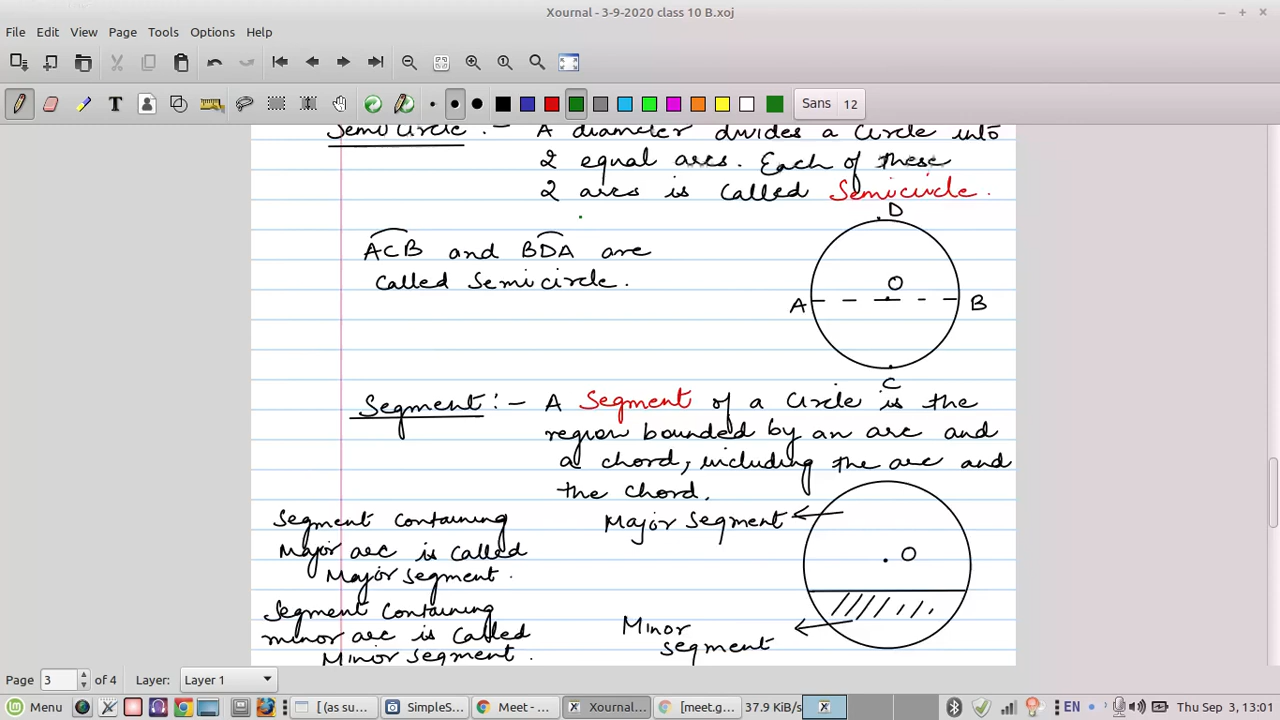 Xournal - 3-9-2020 class 10 B.xoj
File Edit View Page Tools Options Help
Sans 12
Semicircle :- A diameter divides a circle into
2 equal arcs. Each of these
2 arcs is called Semicircle.
D
ACB and BDA are
called Semicircle.
O
A B
C
Segment :- A Segment of a circle is the
region bounded by an arc and
a chord, including the arc and
the chord.
Segment containing
Major arc is called
Major segment.
Major segment
O
Segment containing
minor arc is called
Minor segment.
Minor
segment
Page 3 of 4 Layer: Layer 1
Menu [(as su... SimpleS... Meet - ... Xournal... [meet.g... 37.9 KiB/s EN Thu Sep 3, 13:01